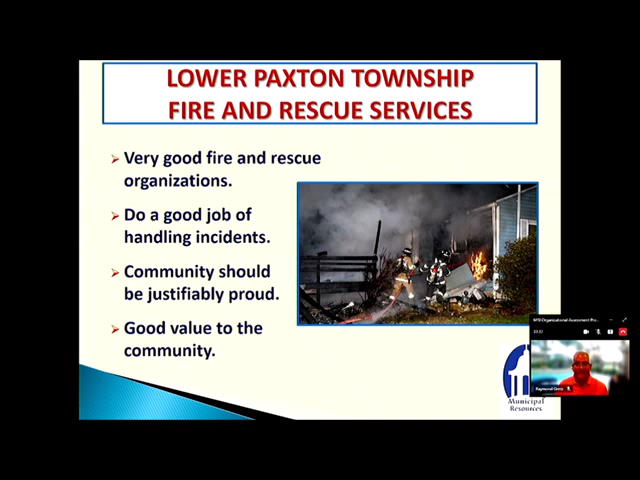 LOWER PAXTON TOWNSHIP
FIRE AND RESCUE SERVICES
Very good fire and rescue
organizations.
Do a good job of
handling incidents.
Community should
be justifiably proud.
Good value to the
community.
Municipal
Resources